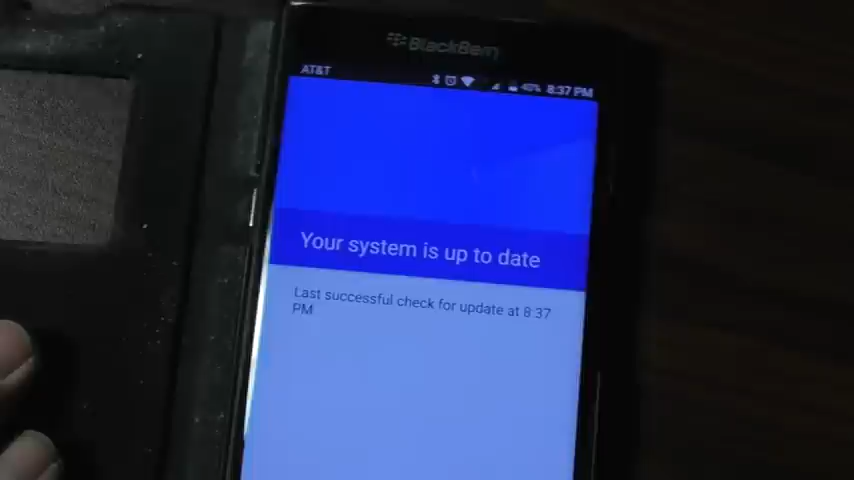 BlackBerry
AT&T 40% 8:37 PM
Your system is up to date
Last successful check for update at 8:37
PM